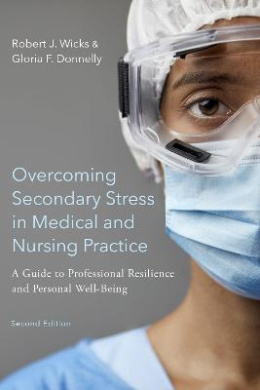 Robert J. Wicks &
Gloria F. Donnelly
Overcoming
Secondary Stress
in Medical and
Nursing Practice
A Guide to Professional Resilience
and Personal Well-Being
Second Edition